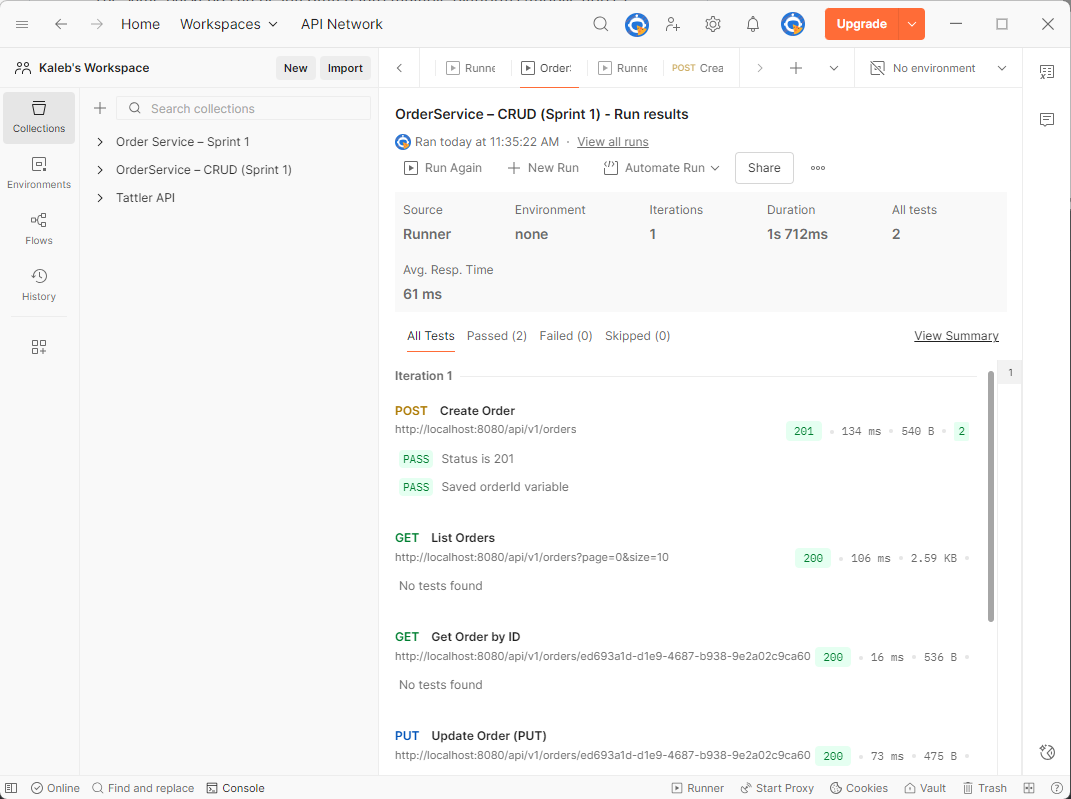 Home Workspaces API Network Upgrade
Kaleb's Workspace New Import
Runne Order: Runne POST Crea No environment
Collections
Environments
Flows
History
Search collections
Order Service – Sprint 1
OrderService – CRUD (Sprint 1)
Tattler API
OrderService – CRUD (Sprint 1) - Run results
Ran today at 11:35:22 AM · View all runs
Run Again New Run Automate Run Share
Source Environment Iterations Duration All tests
Runner none 1 1s 712ms 2
Avg. Resp. Time
61 ms
All Tests Passed (2) Failed (0) Skipped (0) View Summary
Iteration 1
1
POST Create Order
http://localhost:8080/api/v1/orders 201 134 ms 540 B 2
PASS Status is 201
PASS Saved orderId variable
GET List Orders
http://localhost:8080/api/v1/orders?page=0&size=10 200 106 ms 2.59 KB
No tests found
GET Get Order by ID
http://localhost:8080/api/v1/orders/ed693a1d-d1e9-4687-b938-9e2a02c9ca60 200 16 ms 536 B
No tests found
PUT Update Order (PUT)
http://localhost:8080/api/v1/orders/ed693a1d-d1e9-4687-b938-9e2a02c9ca60 200 73 ms 475 B
Online Find and replace Console Runner Start Proxy Cookies Vault Trash